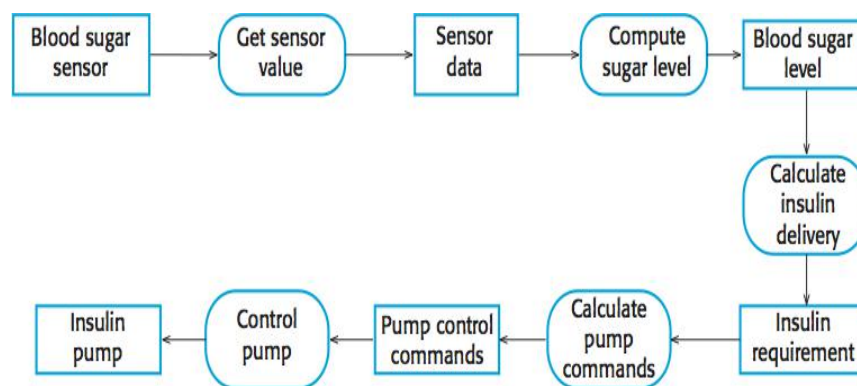 Blood sugar
sensor
Get sensor
value
Sensor
data
Compute
sugar level
Blood sugar
level
Calculate
insulin
delivery
Insulin
requirement
Calculate
pump
commands
Pump control
commands
Control
pump
Insulin
pump